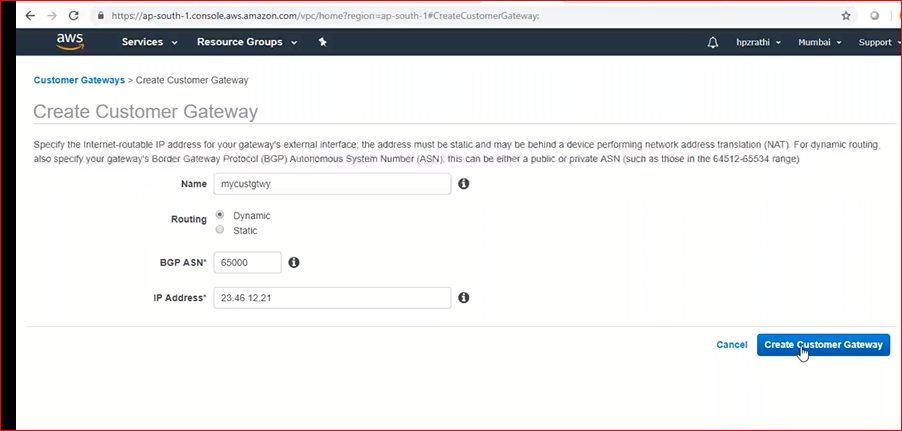 https://ap-south-1.console.aws.amazon.com/vpc/home?region=ap-south-1#CreateCustomerGateway:
aws Services Resource Groups hpzrathi Mumbai Support
Customer Gateways > Create Customer Gateway
Create Customer Gateway
Specify the Internet-routable IP address for your gateway's external interface; the address must be static and may be behind a device performing network address translation (NAT). For dynamic routing,
also specify your gateway's Border Gateway Protocol (BGP) Autonomous System Number (ASN); this can be either a public or private ASN (such as those in the 64512-65534 range)
Name mycustgtwy
Routing Dynamic
Static
BGP ASN* 65000
IP Address* 23.46.12.21
Cancel Create Customer Gateway